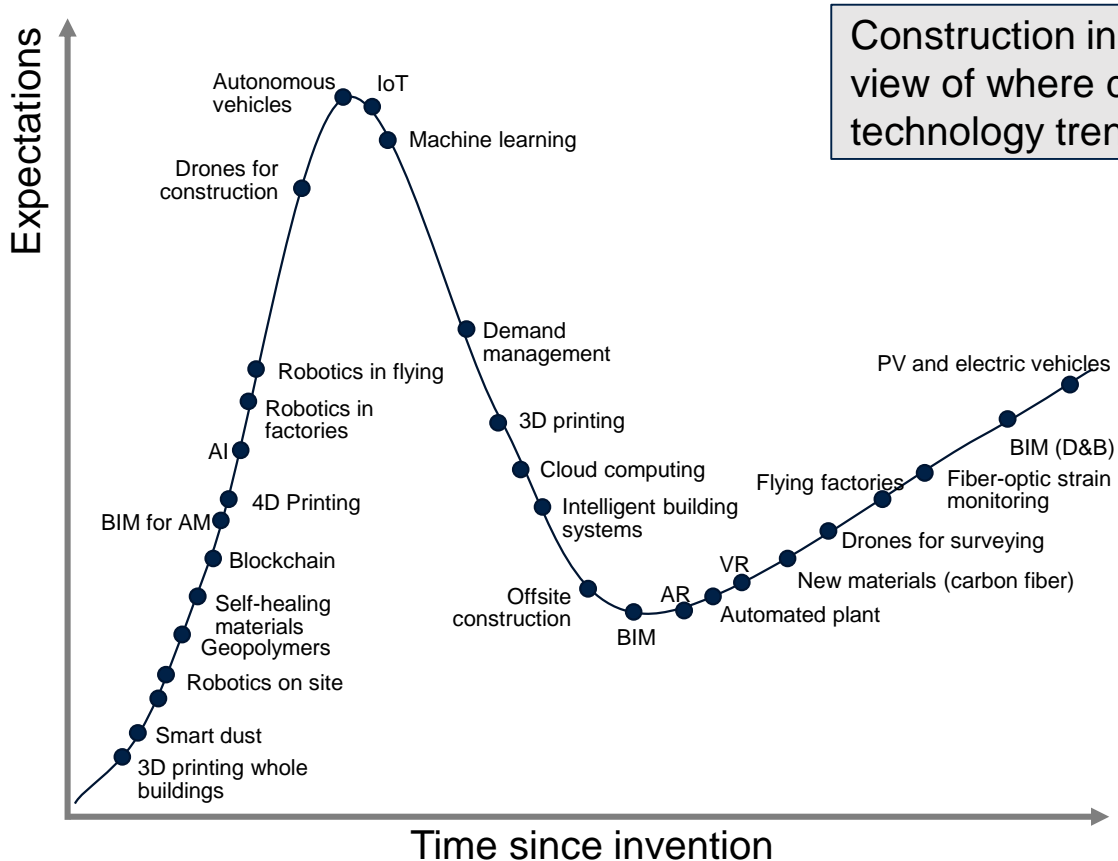 Construction in
view of where
technology tren
Expectations
Autonomous
vehicles
IoT
Machine learning
Drones for
construction
Demand
management
Robotics in flying
PV and electric vehicles
Robotics in
factories
3D printing
BIM (D&B)
AI
Cloud computing
Fiber-optic strain
monitoring
Flying factories
4D Printing
Intelligent building
systems
BIM for AM
Drones for surveying
Blockchain
VR
New materials (carbon fiber)
Offsite
construction
AR
Automated plant
Self-healing
materials
BIM
Geopolymers
Robotics on site
Smart dust
3D printing whole
buildings
Time since invention